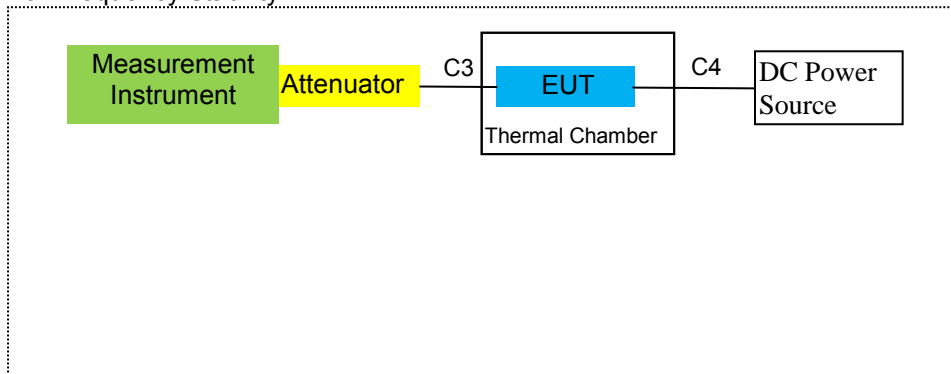 Measurement
Instrument
Attenuator
C3
EUT
Thermal Chamber
C4
DC Power
Source